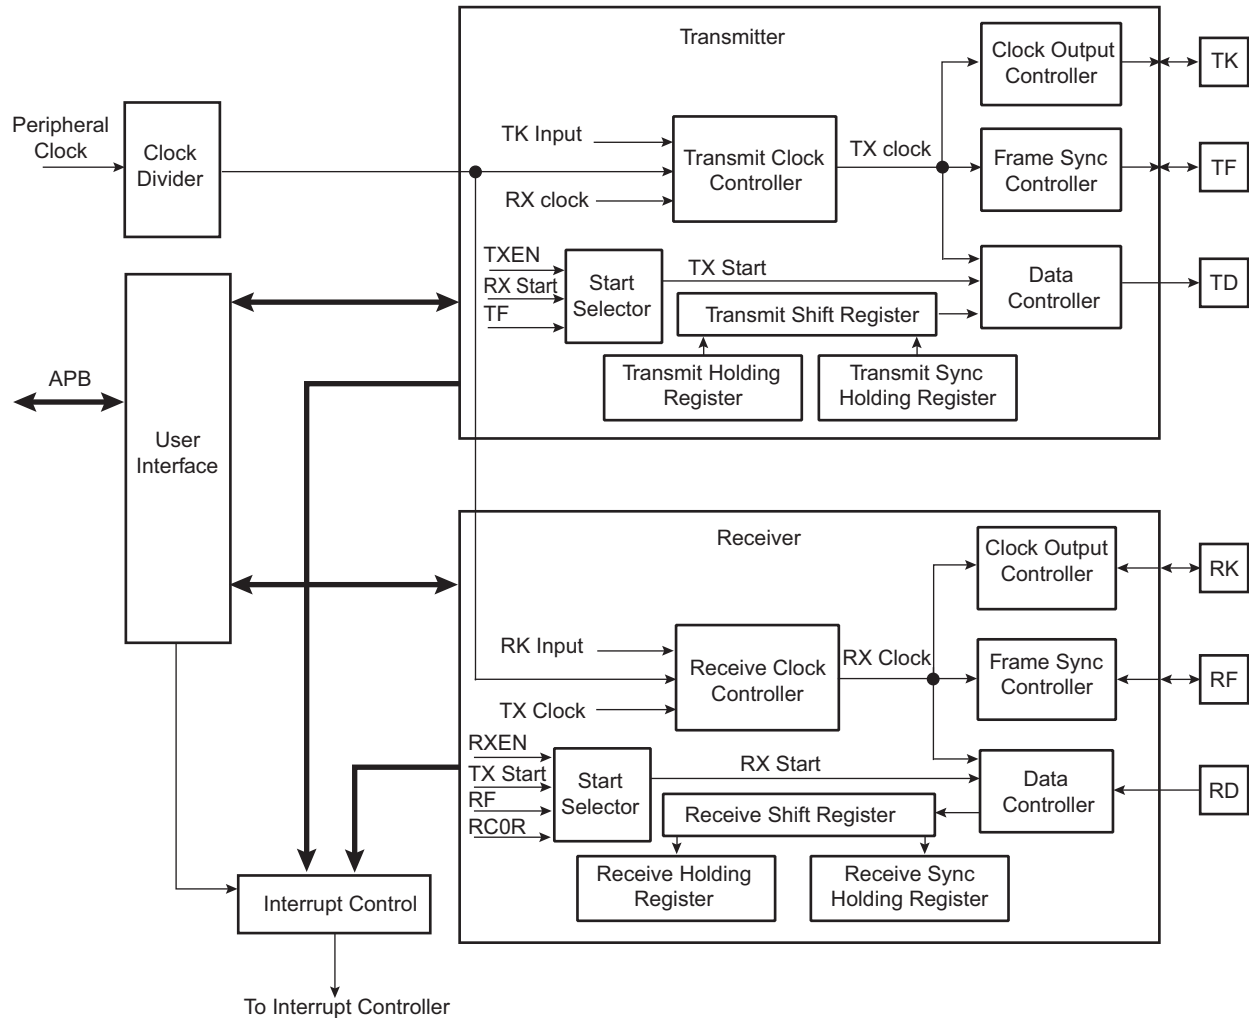 Transmitter
Clock Output
Controller
TK
Peripheral
Clock
Clock
Divider
TK Input
RX clock
Transmit Clock
Controller
TX clock
Frame Sync
Controller
TF
TXEN
RX Start
TF
Start
Selector
TX Start
Data
Controller
TD
Transmit Shift Register
Transmit Holding
Register
Transmit Sync
Holding Register
APB
User
Interface
Receiver
Clock Output
Controller
RK
RK Input
TX Clock
Receive Clock
Controller
RX Clock
Frame Sync
Controller
RF
RXEN
TX Start
RF
RC0R
Start
Selector
RX Start
Data
Controller
RD
Receive Shift Register
Receive Holding
Register
Receive Sync
Holding Register
Interrupt Control
To Interrupt Controller